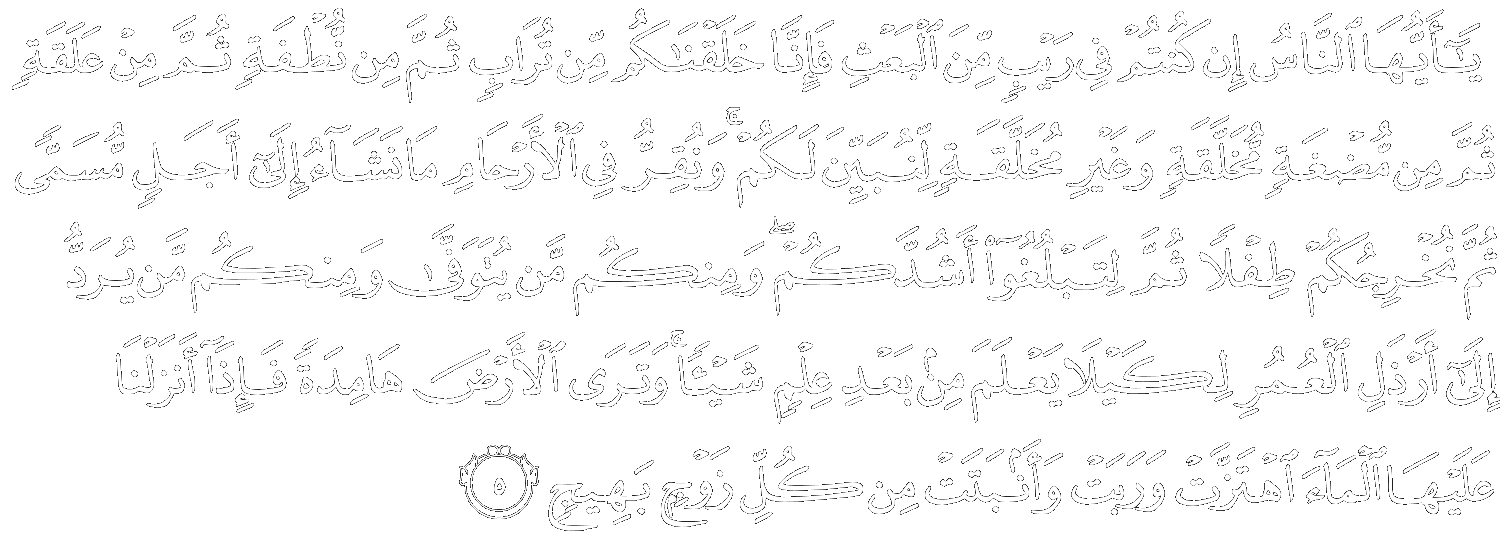 يَـٰٓأَيُّهَا ٱلنَّاسُ إِن كُنتُمْ فِى رَيْبٍ مِّنَ ٱلْبَعْثِ فَإِنَّا خَلَقْنَـٰكُم مِّن تُرَابٍ ثُمَّ مِن نُّطْفَةٍ ثُمَّ مِنْ عَلَقَةٍ
ثُمَّ مِن مُّضْغَةٍ مُّخَلَّقَةٍ وَغَيْرِ مُخَلَّقَةٍ لِّنُبَيِّنَ لَكُمْ ۚ وَنُقِرُّ فِى ٱلْأَرْحَامِ مَا نَشَآءُ إِلَىٰٓ أَجَلٍ مُّسَمًّى
ثُمَّ نُخْرِجُكُمْ طِفْلًا ثُمَّ لِتَبْلُغُوٓا۟ أَشُدَّكُمْ ۖ وَمِنكُم مَّن يُتَوَفَّىٰ وَمِنكُم مَّن يُرَدُّ
إِلَىٰٓ أَرْذَلِ ٱلْعُمُرِ لِكَيْلَا يَعْلَمَ مِنۢ بَعْدِ عِلْمٍ شَيْـًٔا ۚ وَتَرَى ٱلْأَرْضَ هَامِدَةً فَإِذَآ أَنزَلْنَا
عَلَيْهَا ٱلْمَآءَ ٱهْتَزَّتْ وَرَبَتْ وَأَنۢبَتَتْ مِن كُلِّ زَوْجٍۭ بَهِيجٍ ٥